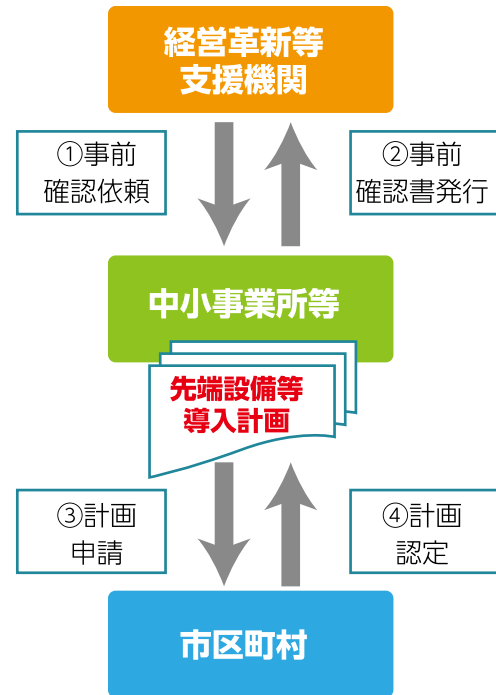 経営革新等
支援機関
①事前
確認依頼
②事前
確認書発行
中小事業所等
先端設備等
導入計画
③計画
申請
④計画
認定
市区町村